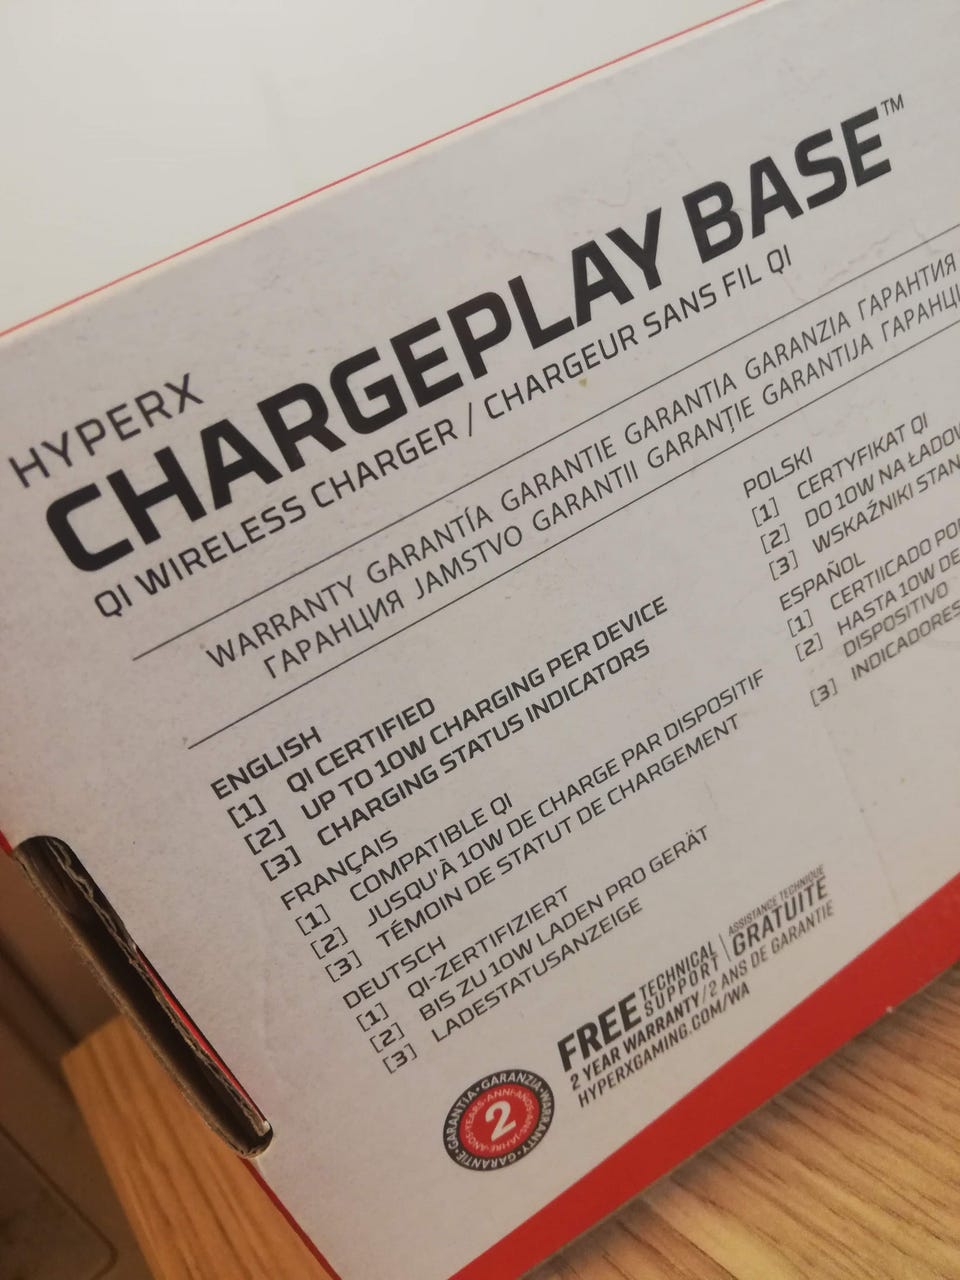 HYPERX
CHARGEPLAY BASE™
QI WIRELESS CHARGER / CHARGEUR SANS FIL QI
WARRANTY GARANTÍA GARANTIE GARANTIA GARANZIA ГАРАНТИЯ
ГАРАНЦИЯ JAMSTVO GARANTII GARANȚIE GARANTIJA
ENGLISH
[1] QI CERTIFIED
[2] UP TO 10W CHARGING PER DEVICE
[3] CHARGING STATUS INDICATORS
FRANÇAIS
[1] COMPATIBLE QI
[2] JUSQU'À 10W DE CHARGE PAR DISPOSITIF
[3] TÉMOIN DE STATUT DE CHARGEMENT
DEUTSCH
[1] QI-ZERTIFIZIERT
[2] BIS ZU 10W LADEN PRO GERÄT
[3] LADESTATUSANZEIGE
POLSKI
[1] CERTYFIKAT QI
[2] DO 10W NA
[3] WSKAŹNIKI
ESPAÑOL
[1] CERTIICADO
[2] HASTA 10W DE
DISPOSITIVO
[3] INDICADORES
FREE TECHNICAL SUPPORT | ASSISTANCE TECHNIQUE GRATUITE
2 YEAR WARRANTY/2 ANS DE GARANTIE
HYPERXGAMING.COM/WA
GARANTÍA·GARANZIA·WARRANTY·GARANTIE
2